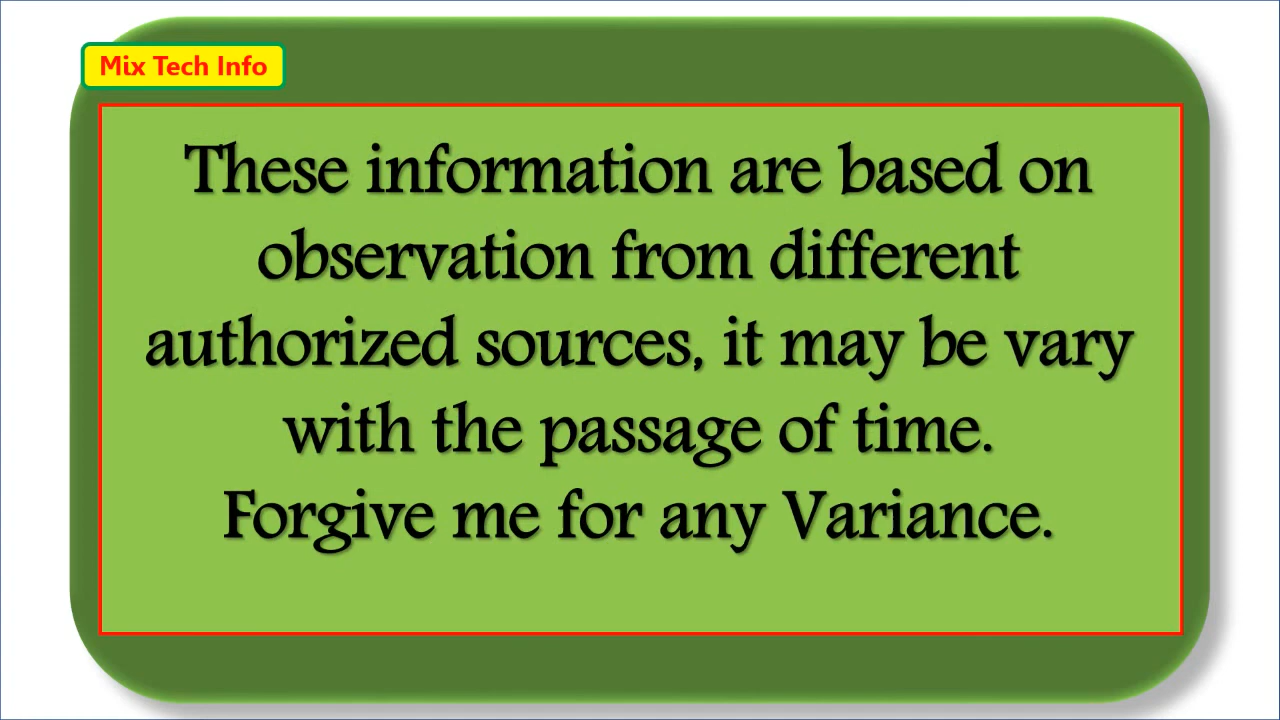 Mix Tech Info
These information are based on
observation from different
authorized sources, it may be vary
with the passage of time.
Forgive me for any Variance.